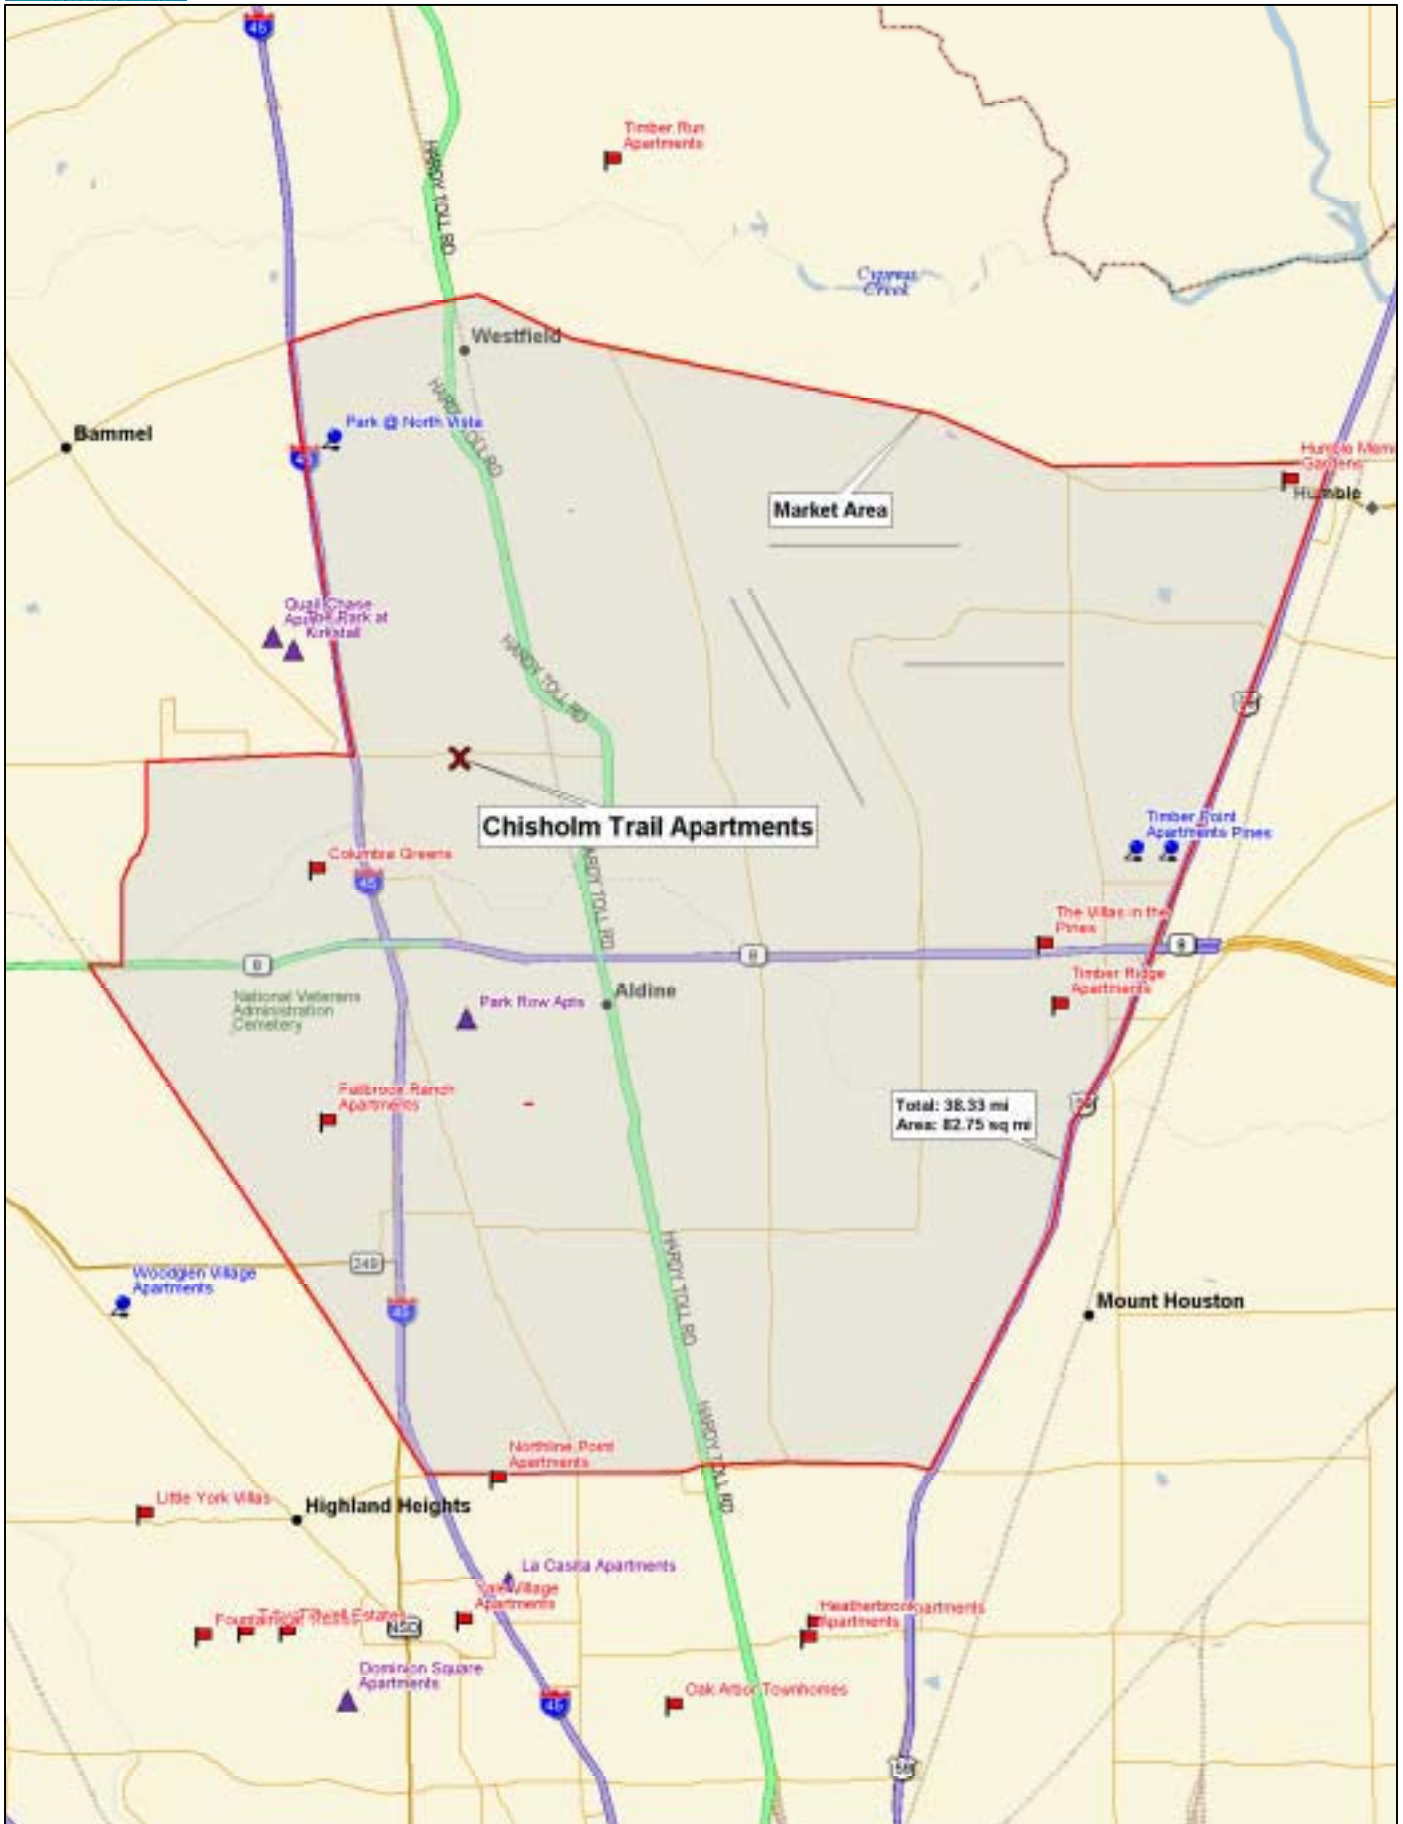 45
HARDY TOLL RD
Timber Run
Apartments
Cypress
Creek
Westfield
HARDY TOLL RD
Bammel
Park @ North Vista
45
Humble
Gardens
Humble
Market Area
Quail Chase
Park at
Kirkstall
HARDY TOLL RD
Chisholm Trail Apartments
Timber Point
Apartments Pines
Columbia Greens
45
HARDY TOLL RD
The Villas in the
Pines
8
8
8
National Veterans
Administration
Cemetery
Park Row Apts
Aldine
Timber Ridge
Apartments
Fallbrook Ranch
Apartments
Total: 38.33 mi
Area: 82.75 sq mi
249
HARDY TOLL RD
Woodglen Village
Apartments
45
Mount Houston
HARDY TOLL RD
Northline Point
Apartments
Little York Villas
Highland Heights
La Casita Apartments
Yale Village
Apartments
Estates
Apartments
Dominion Square
Apartments
Oak Arbor Townhomes
45
59